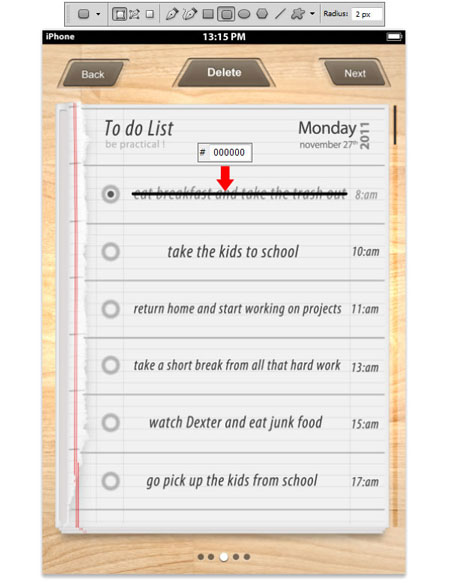 Radius: 2 px
iPhone 13:15 PM
Back Delete Next
To do List Monday 2011
be practical ! november 27th
# 000000
eat breakfast and take the trash out 8:am
take the kids to school 10:am
return home and start working on projects 11:am
take a short break from all that hard work 13:am
watch Dexter and eat junk food 15:am
go pick up the kids from school 17:am